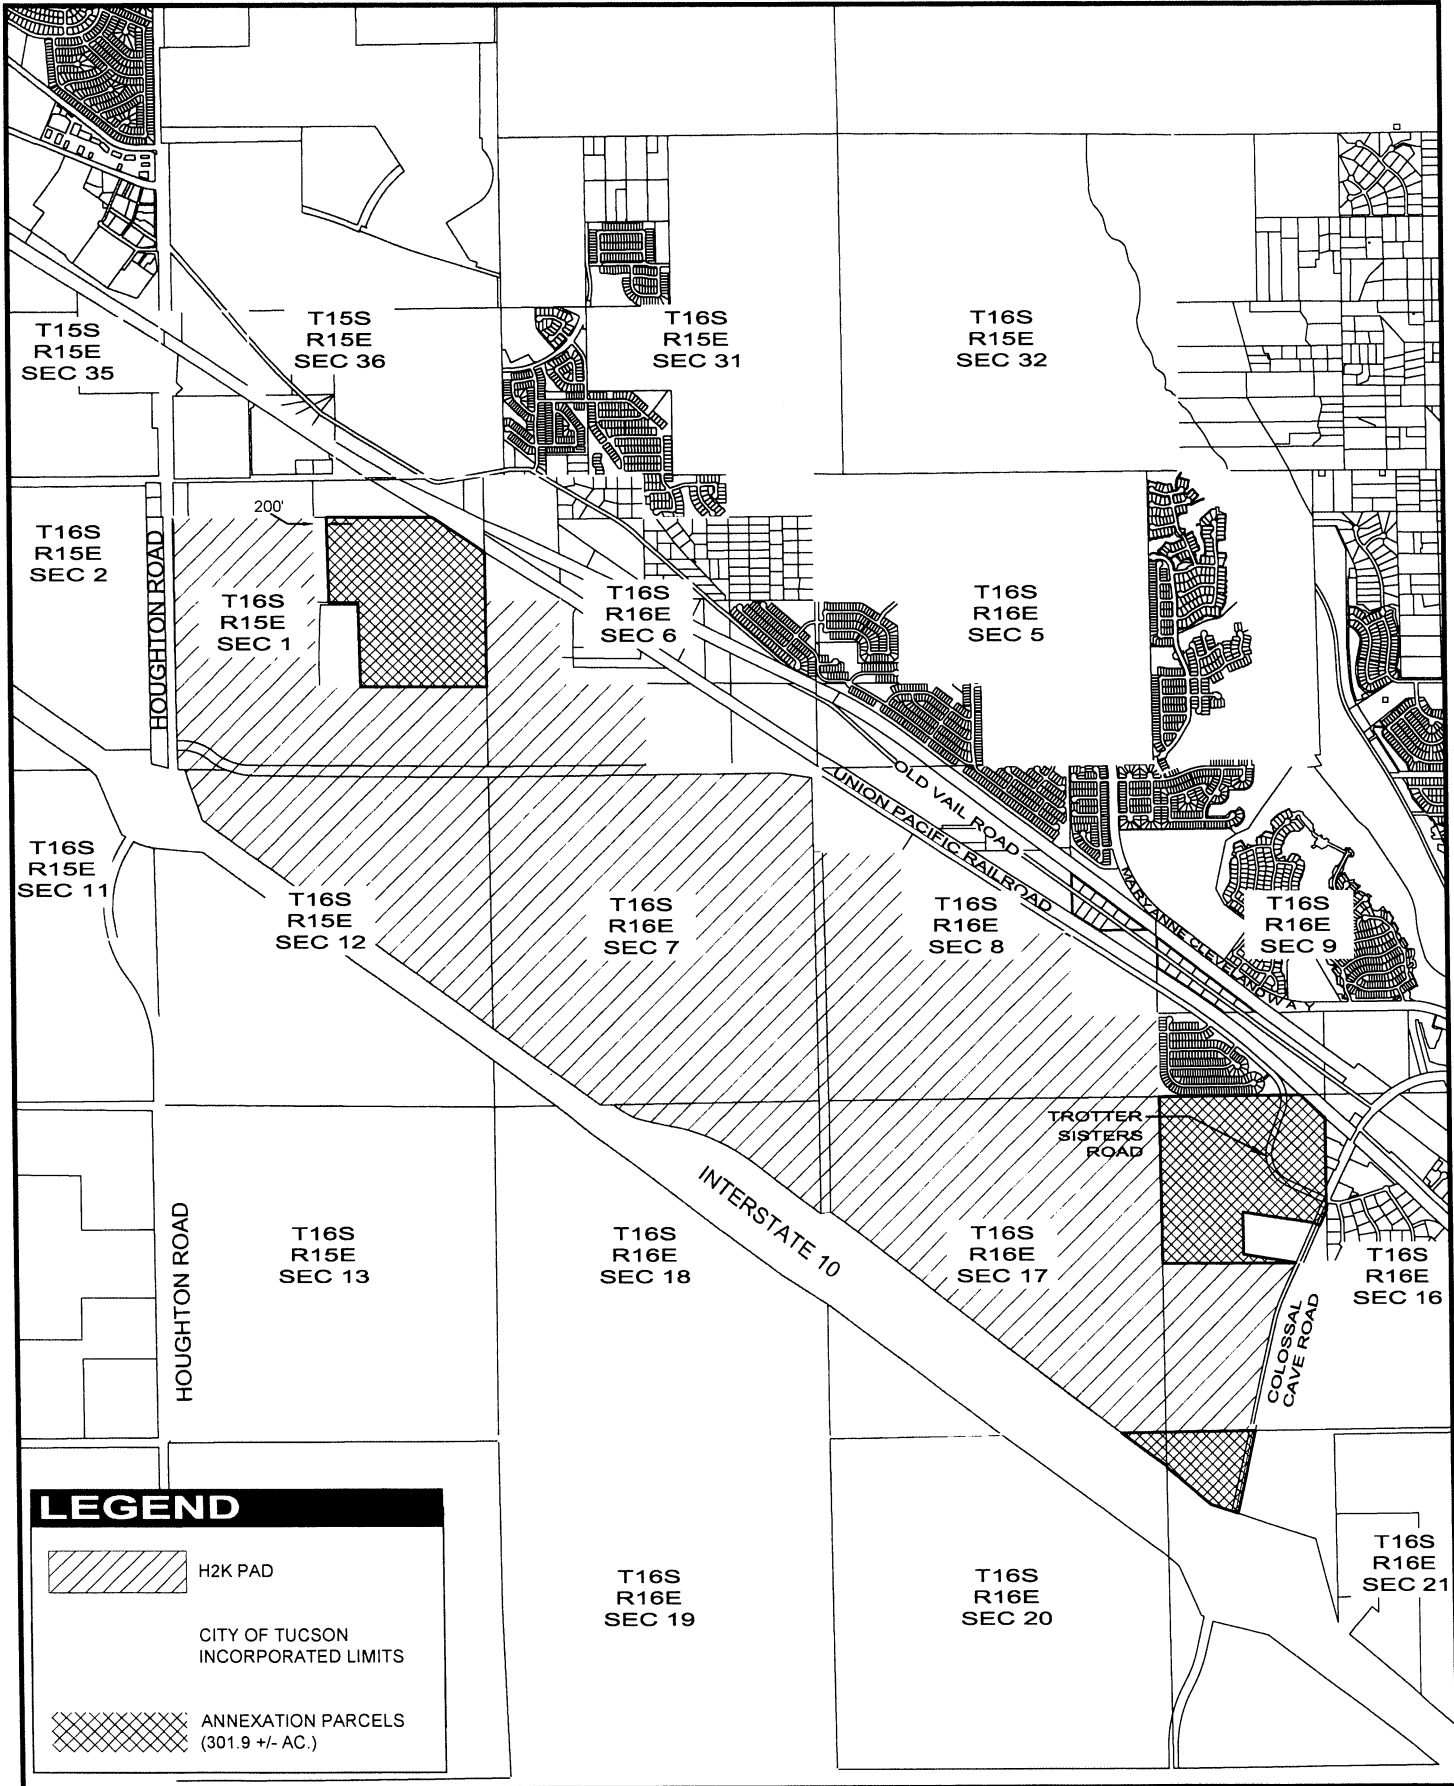 T15S
R15E
SEC 35
T15S
R15E
SEC 36
T16S
R15E
SEC 31
T16S
R15E
SEC 32
200'
T16S
R15E
SEC 2
HOUGHTON ROAD
T16S
R15E
SEC 1
T16S
R16E
SEC 6
T16S
R16E
SEC 5
OLD VAIL ROAD
UNION PACIFIC RAILROAD
MARY ANNE CLEVELAND WAY
T16S
R15E
SEC 11
T16S
R15E
SEC 12
T16S
R16E
SEC 7
T16S
R16E
SEC 8
T16S
R16E
SEC 9
TROTTER
SISTERS
ROAD
INTERSTATE 10
HOUGHTON ROAD
T16S
R15E
SEC 13
T16S
R16E
SEC 18
T16S
R16E
SEC 17
T16S
R16E
SEC 16
COLOSSAL
CAVE ROAD
LEGEND
H2K PAD
CITY OF TUCSON
INCORPORATED LIMITS
ANNEXATION PARCELS
(301.9 +/- AC.)
T16S
R16E
SEC 19
T16S
R16E
SEC 20
T16S
R16E
SEC 21